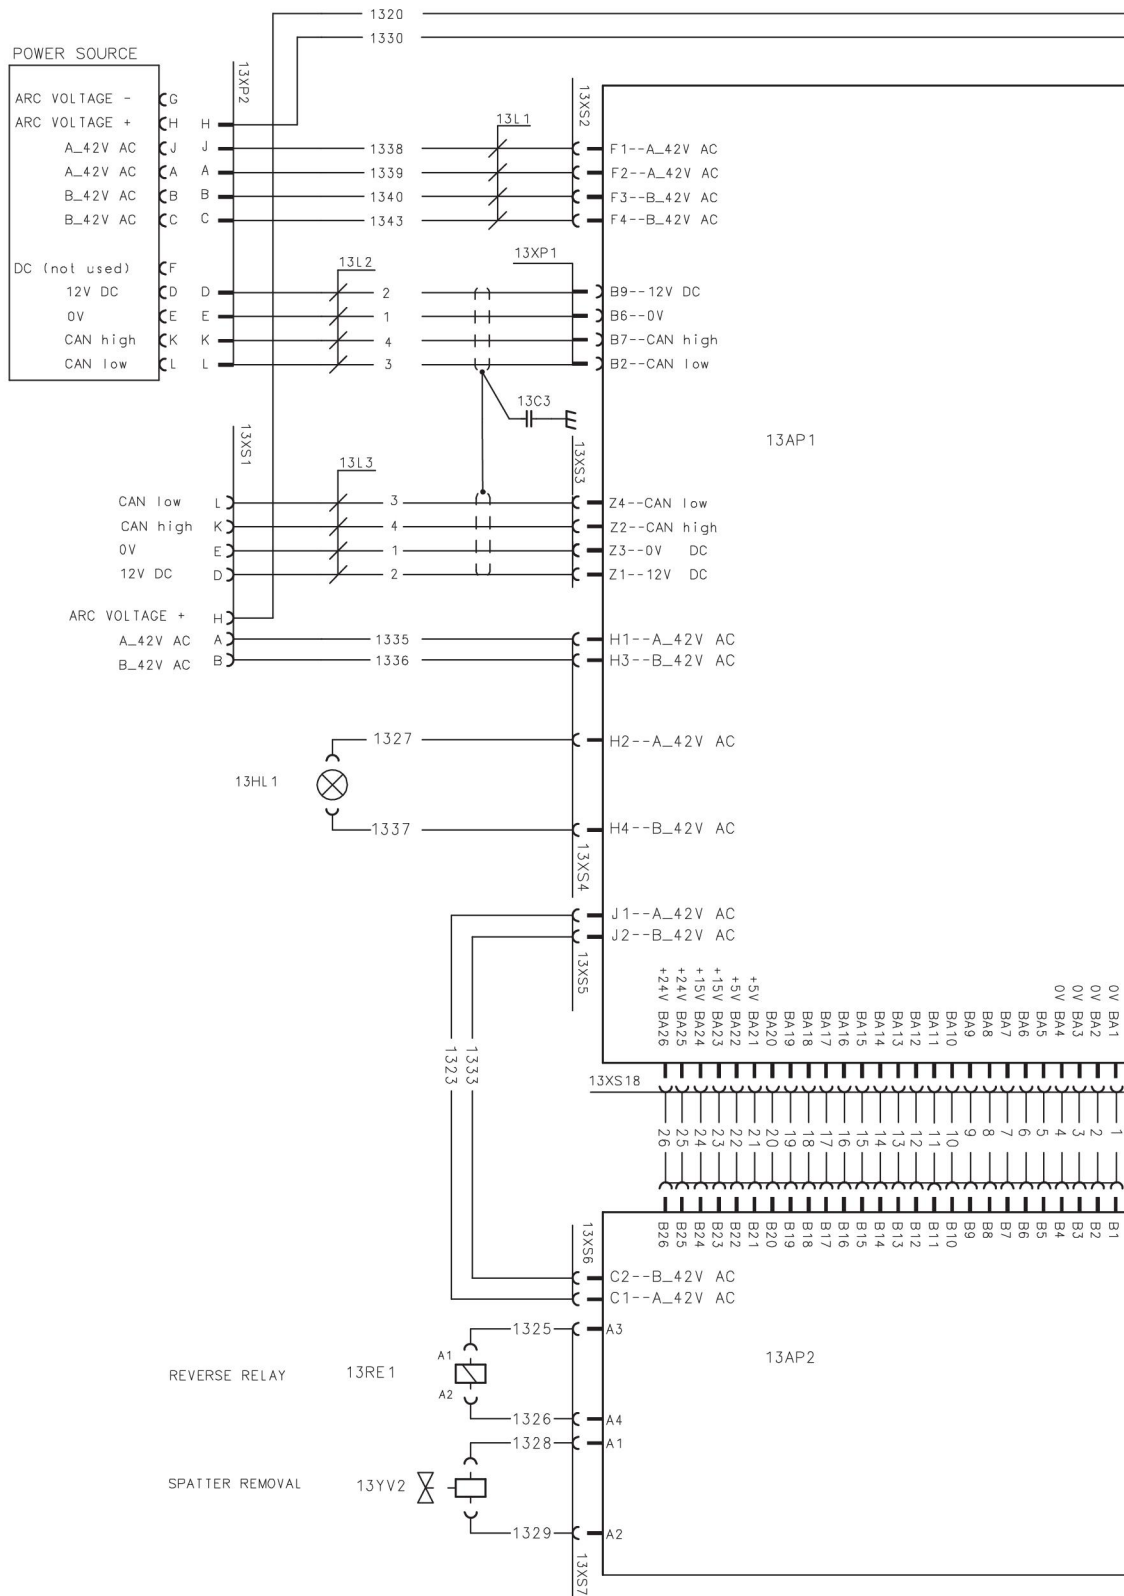 1320
1330
POWER SOURCE
13XP2
13XS2
ARC VOLTAGE - G
ARC VOLTAGE + H H
13L1
A_42V AC J J 1338 F1--A_42V AC
A_42V AC A A 1339 F2--A_42V AC
B_42V AC B B 1340 F3--B_42V AC
B_42V AC C C 1343 F4--B_42V AC
13XP1
13L2
DC (not used) F
12V DC D D 2 B9--12V DC
0V E E 1 B6--0V
CAN high K K 4 B7--CAN high
CAN low L L 3 B2--CAN low
13C3
13AP1
13XS1
13XS3
13L3
CAN low L 3 Z4--CAN low
CAN high K 4 Z2--CAN high
0V E 1 Z3--0V DC
12V DC D 2 Z1--12V DC
ARC VOLTAGE + H
A_42V AC A 1335 H1--A_42V AC
B_42V AC B 1336 H3--B_42V AC
1327 H2--A_42V AC
13HL1
1337 H4--B_42V AC
13XS4
J1--A_42V AC
J2--B_42V AC
13XS5
+24V BA26
+24V BA25
+15V BA24
+15V BA23
+5V BA22
+5V BA21
BA20
BA19
BA18
BA17
BA16
BA15
BA14
BA13
BA12
BA11
BA10
BA9
BA8
BA7
BA6
BA5
0V BA4
0V BA3
0V BA2
0V BA1
1323
1333
13XS18
26 25 24 23 22 21 20 19 18 17 16 15 14 13 12 11 10 9 8 7 6 5 4 3 2 1
B26 B25 B24 B23 B22 B21 B20 B19 B18 B17 B16 B15 B14 B13 B12 B11 B10 B9 B8 B7 B6 B5 B4 B3 B2 B1
13XS6
C2--B_42V AC
C1--A_42V AC
1325 A3
13AP2
A1
REVERSE RELAY 13RE1
A2
1326 A4
1328 A1
SPATTER REMOVAL 13YV2
1329 A2
13XS7